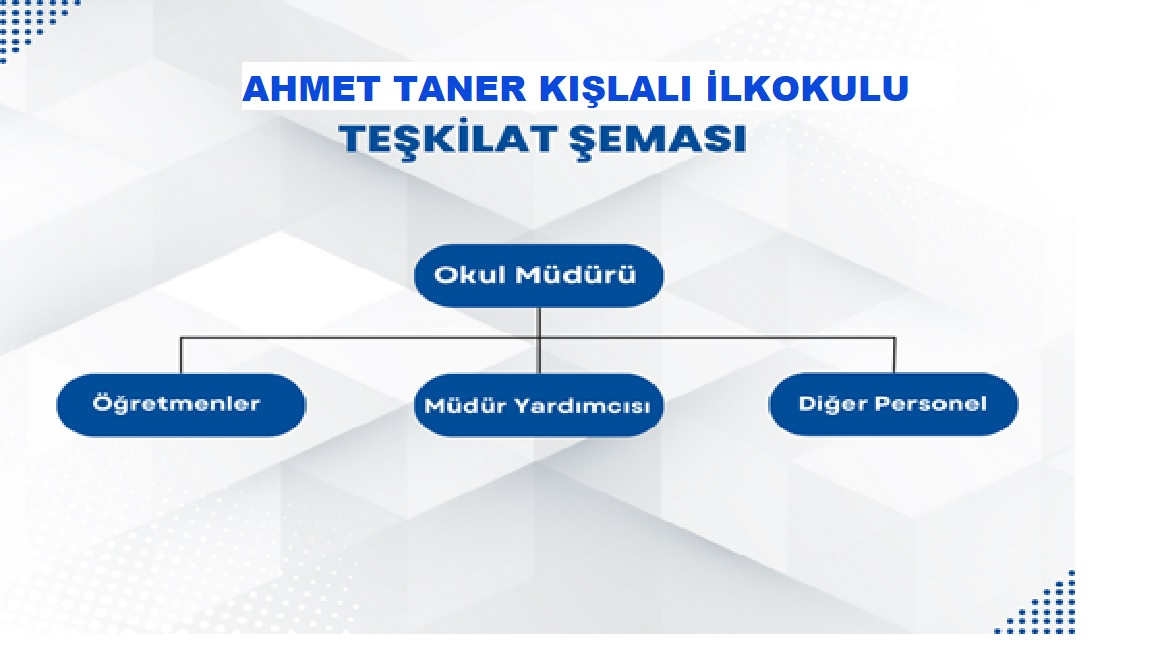 AHMET TANER KIŞLALI İLKOKULU
TEŞKİLAT ŞEMASI
Okul Müdürü
Öğretmenler
Müdür Yardımcısı
Diğer Personel